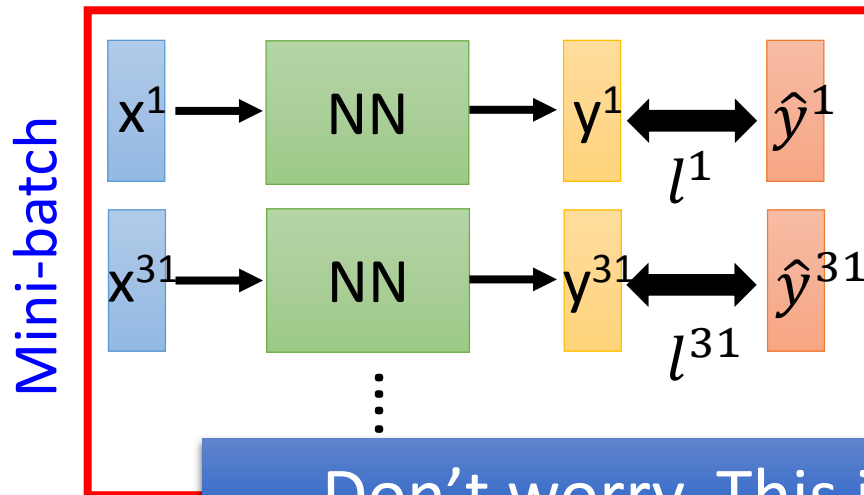 Mini-batch
x¹ NN y¹ l¹ ŷ¹
x³¹ NN y³¹ l³¹ ŷ³¹
Don't worry. This i